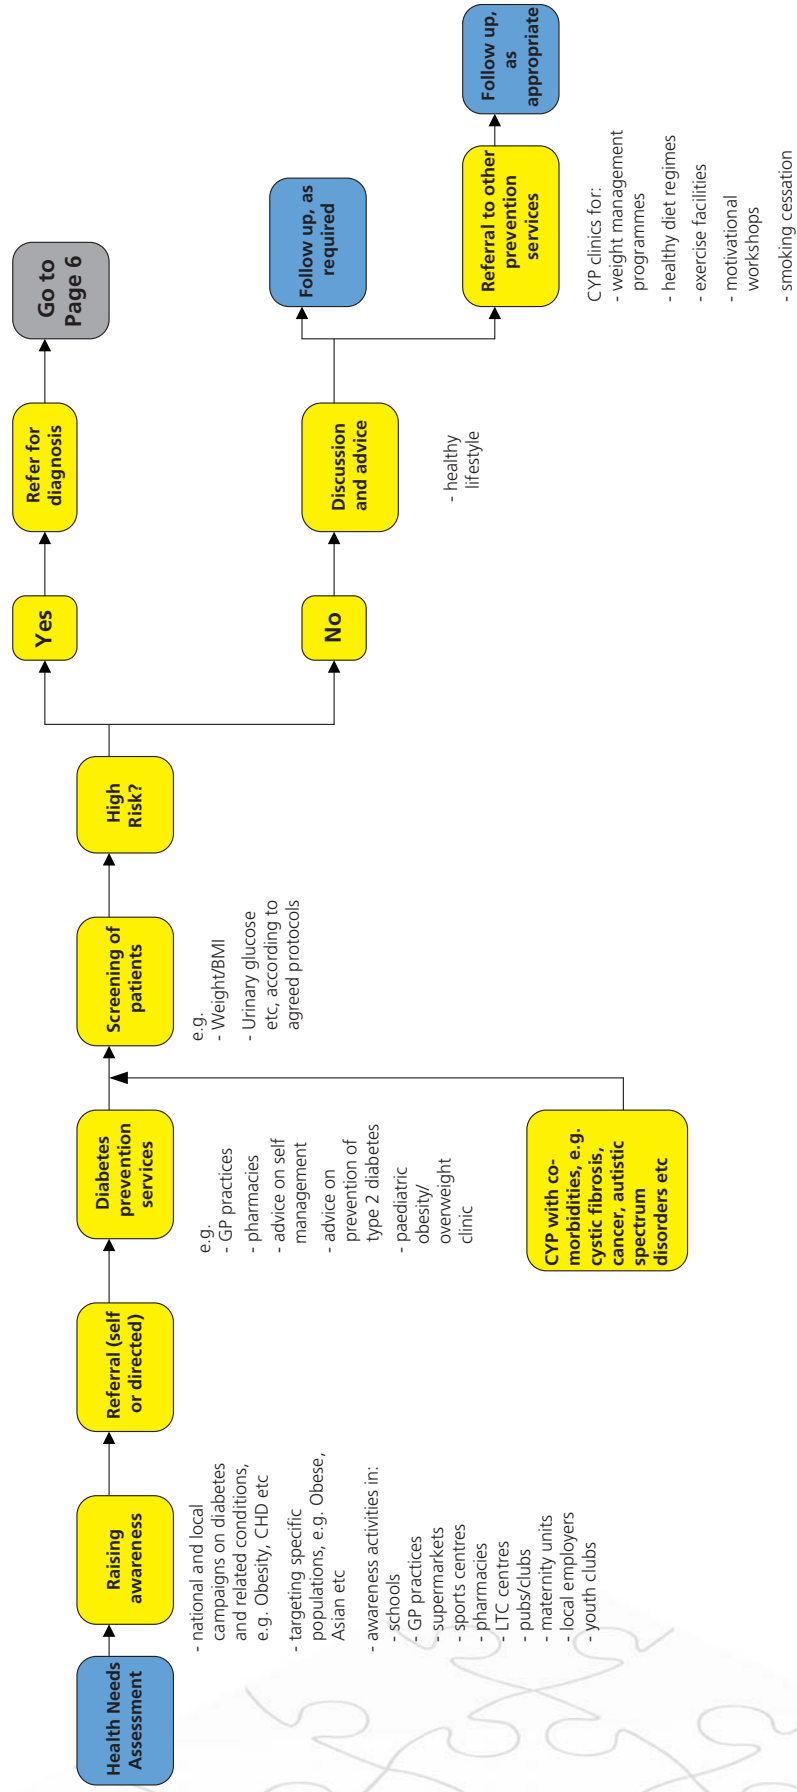 Health Needs
Assessment
Raising
awareness
- national and local
campaigns on diabetes
and related conditions,
e.g. Obesity, CHD etc
- targeting specific
populations, e.g. Obese,
Asian etc
- awareness activities in:
- schools
- GP practices
- supermarkets
- sports centres
- pharmacies
- LTC centres
- pubs/clubs
- maternity units
- local employers
- youth clubs
Referral (self
or directed)
Diabetes
prevention
services
e.g.
- GP practices
- pharmacies
- advice on self
management
- advice on
prevention of
type 2 diabetes
- paediatric
obesity/
overweight
clinic
CYP with co-
morbidities, e.g.
cystic fibrosis,
cancer, autistic
spectrum
disorders etc
Screening of
patients
e.g.
- Weight/BMI
- Urinary glucose
etc, according to
agreed protocols
High
Risk?
Yes
Refer for
diagnosis
Go to
Page 6
No
Discussion
and advice
- healthy
lifestyle
Follow up, as
required
Referral to other
prevention
services
CYP clinics for:
- weight management
programmes
- healthy diet regimes
- exercise facilities
- motivational
workshops
- smoking cessation
Follow up,
as
appropriate